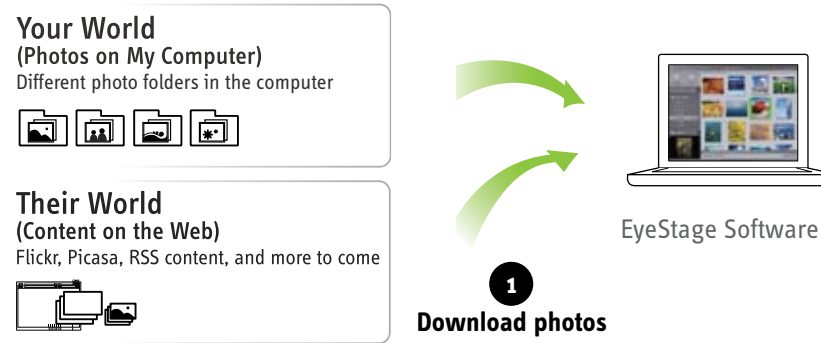 Your World
(Photos on My Computer)
Different photo folders in the computer
Their World
(Content on the Web)
Flickr, Picasa, RSS content, and more to come
1
Download photos
EyeStage Software